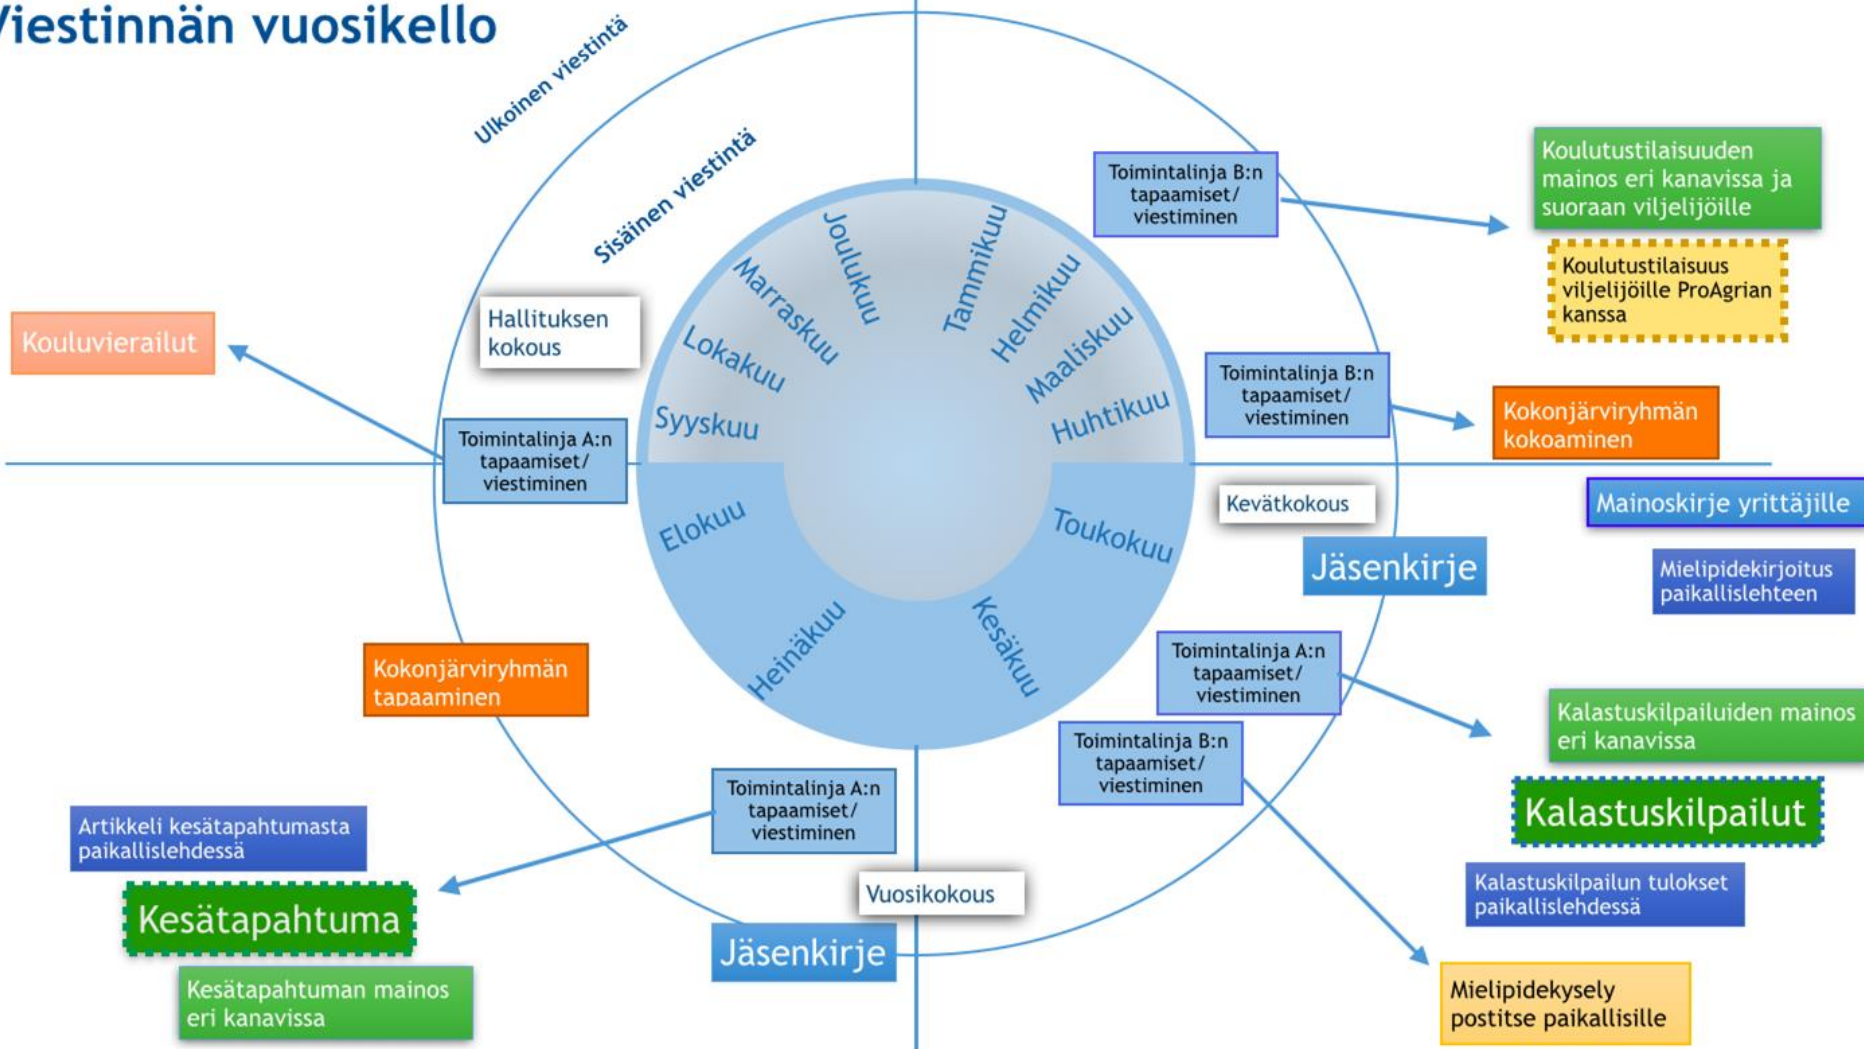 Viestinnän vuosikello
Ulkoinen viestintä
Sisäinen viestintä
Joulukuu
Tammikuu
Marraskuu
Helmikuu
Lokakuu
Maaliskuu
Syyskuu
Huhtikuu
Elokuu
Toukokuu
Heinäkuu
Kesäkuu
Toimintalinja B:n
tapaamiset/
viestiminen
Koulutustilaisuuden
mainos eri kanavissa ja
suoraan viljelijöille
Koulutustilaisuus
viljelijöille ProAgrian
kanssa
Hallituksen
kokous
Kouluvierailut
Toimintalinja B:n
tapaamiset/
viestiminen
Kokonjärviryhmän
kokoaminen
Toimintalinja A:n
tapaamiset/
viestiminen
Kevätkokous
Mainoskirje yrittäjille
Jäsenkirje
Mielipidekirjoitus
paikallislehteen
Toimintalinja A:n
tapaamiset/
viestiminen
Kokonjärviryhmän
tapaaminen
Kalastuskilpailuiden mainos
eri kanavissa
Toimintalinja B:n
tapaamiset/
viestiminen
Toimintalinja A:n
tapaamiset/
viestiminen
Kalastuskilpailut
Artikkeli kesätapahtumasta
paikallislehdessä
Kalastuskilpailun tulokset
paikallislehdessä
Vuosikokous
Kesätapahtuma
Jäsenkirje
Kesätapahtuman mainos
eri kanavissa
Mielipidekysely
postitse paikallisille